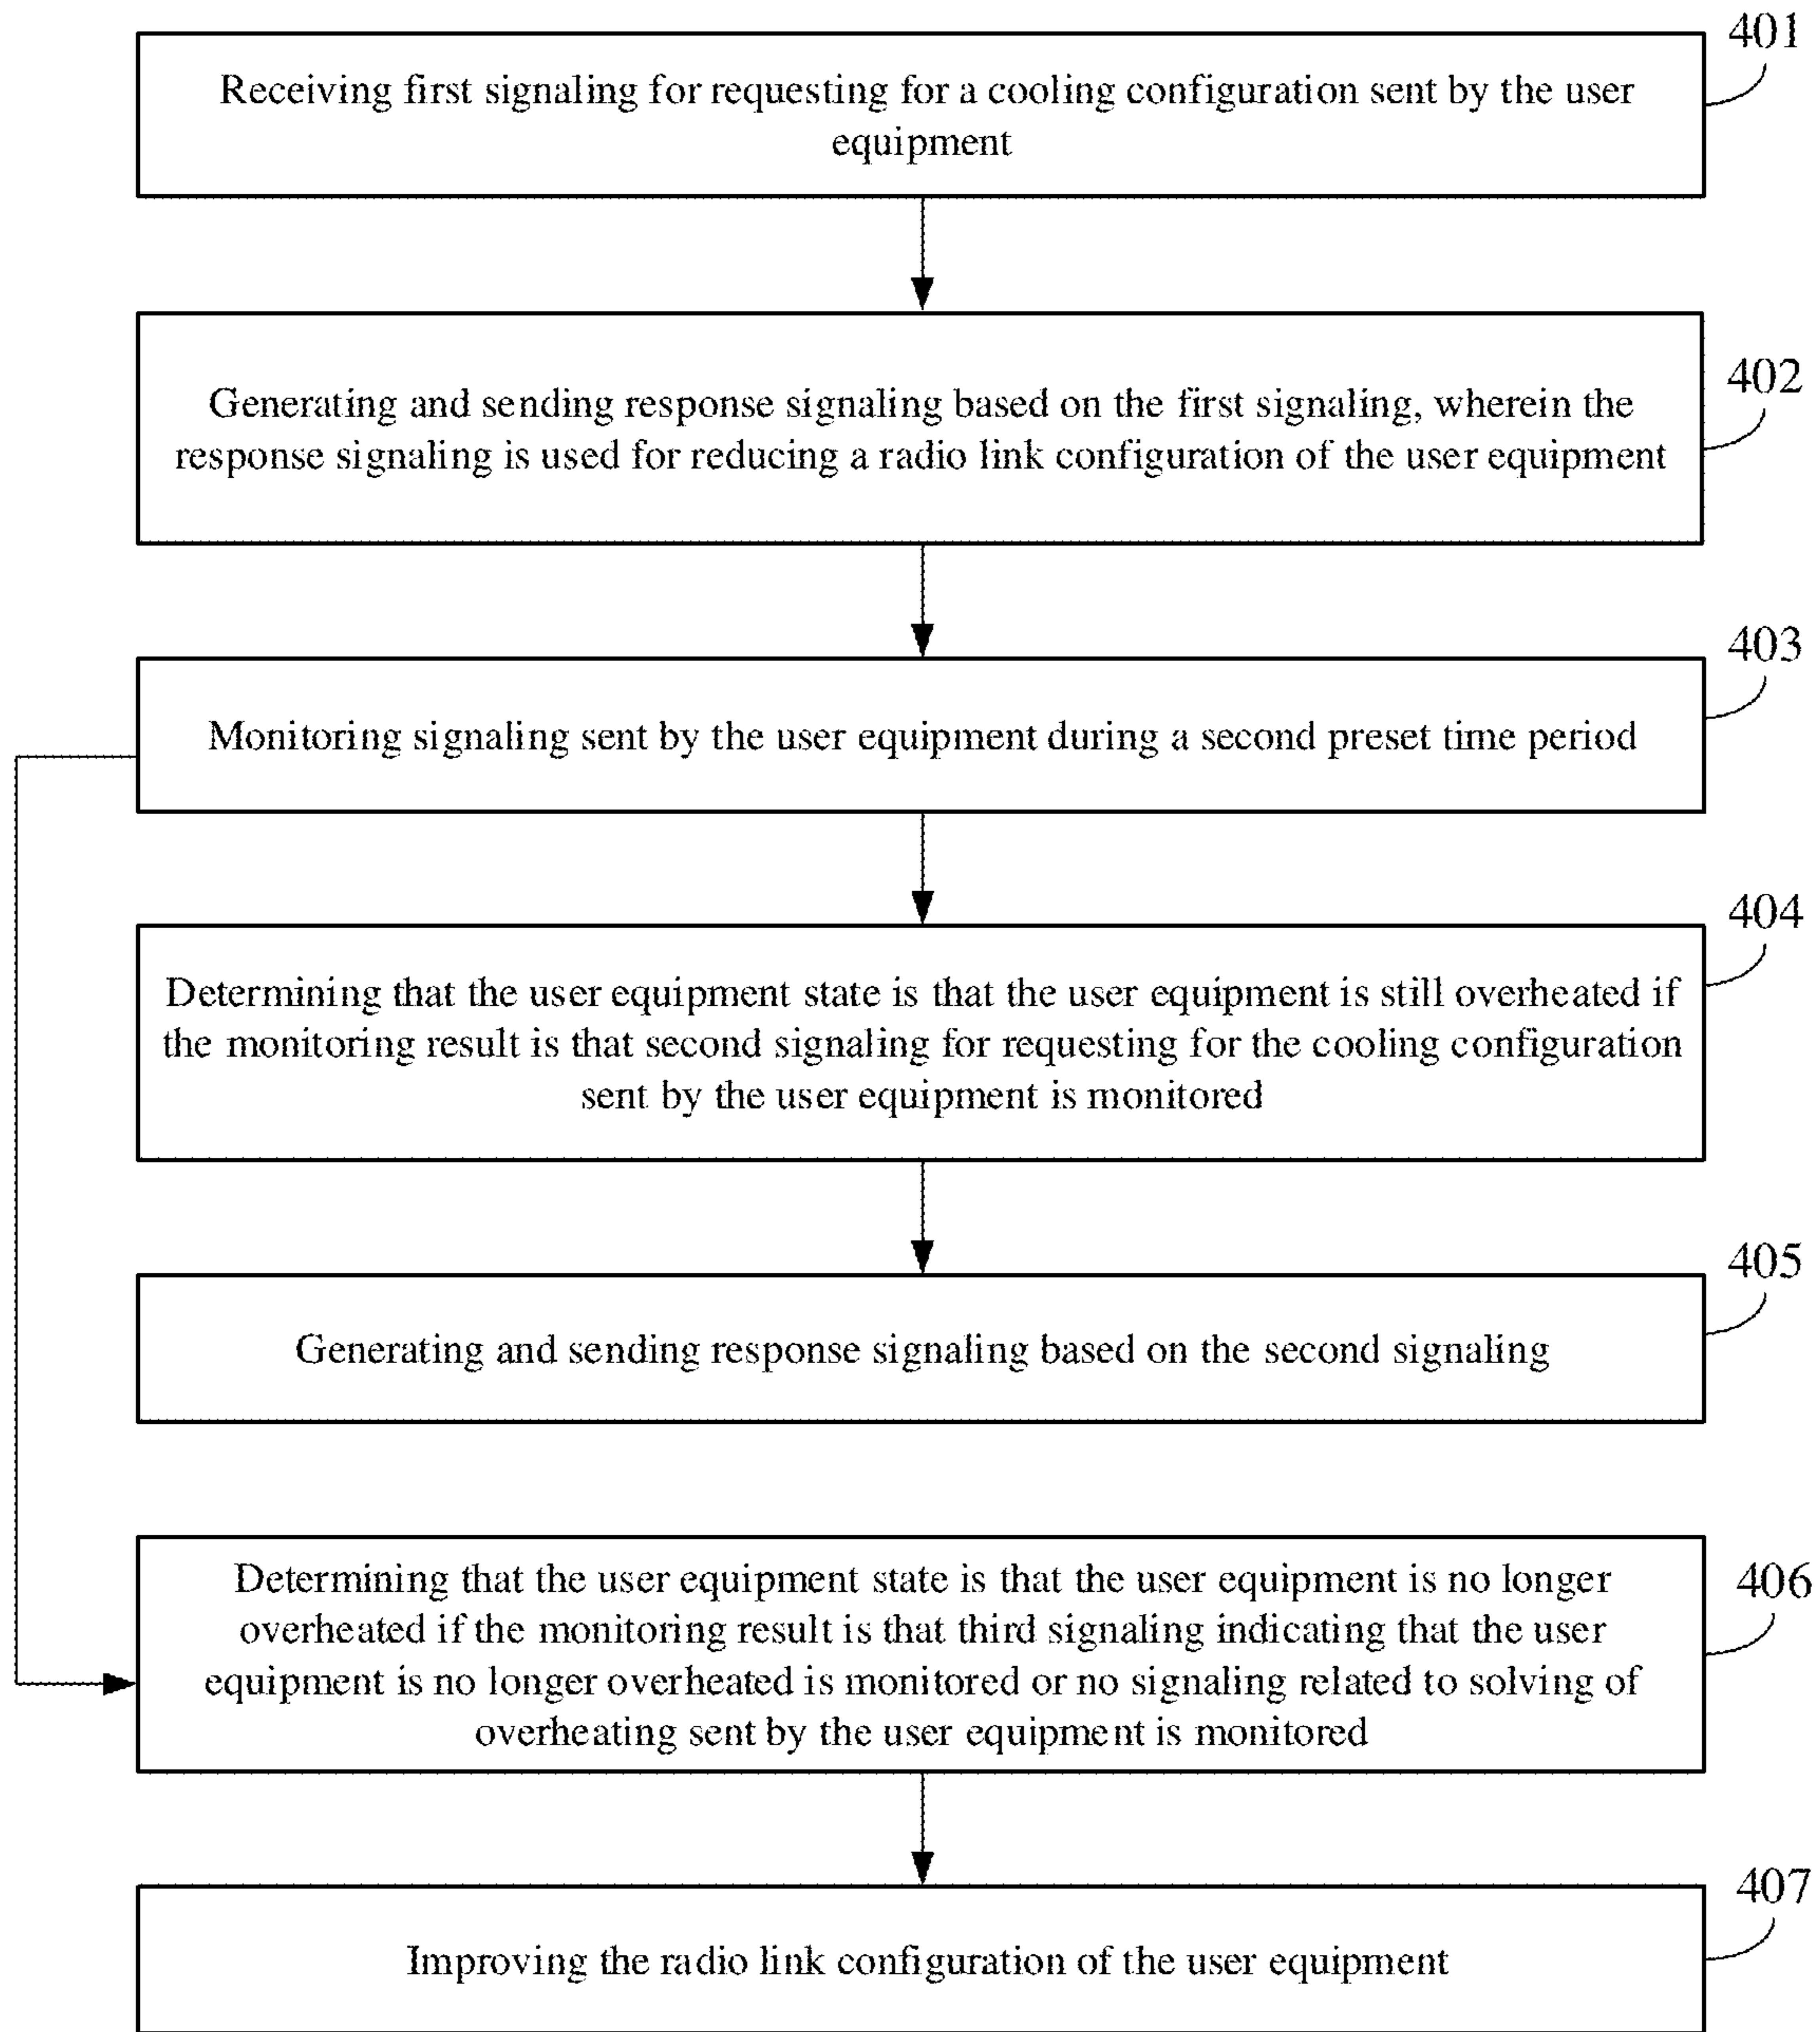 401
Receiving first signaling for requesting for a cooling configuration sent by the user
equipment
402
Generating and sending response signaling based on the first signaling, wherein the
response signaling is used for reducing a radio link configuration of the user equipment
403
Monitoring signaling sent by the user equipment during a second preset time period
404
Determining that the user equipment state is that the user equipment is still overheated if
the monitoring result is that second signaling for requesting for the cooling configuration
sent by the user equipment is monitored
405
Generating and sending response signaling based on the second signaling
406
Determining that the user equipment state is that the user equipment is no longer
overheated if the monitoring result is that third signaling indicating that the user
equipment is no longer overheated is monitored or no signaling related to solving of
overheating sent by the user equipment is monitored
407
Improving the radio link configuration of the user equipment